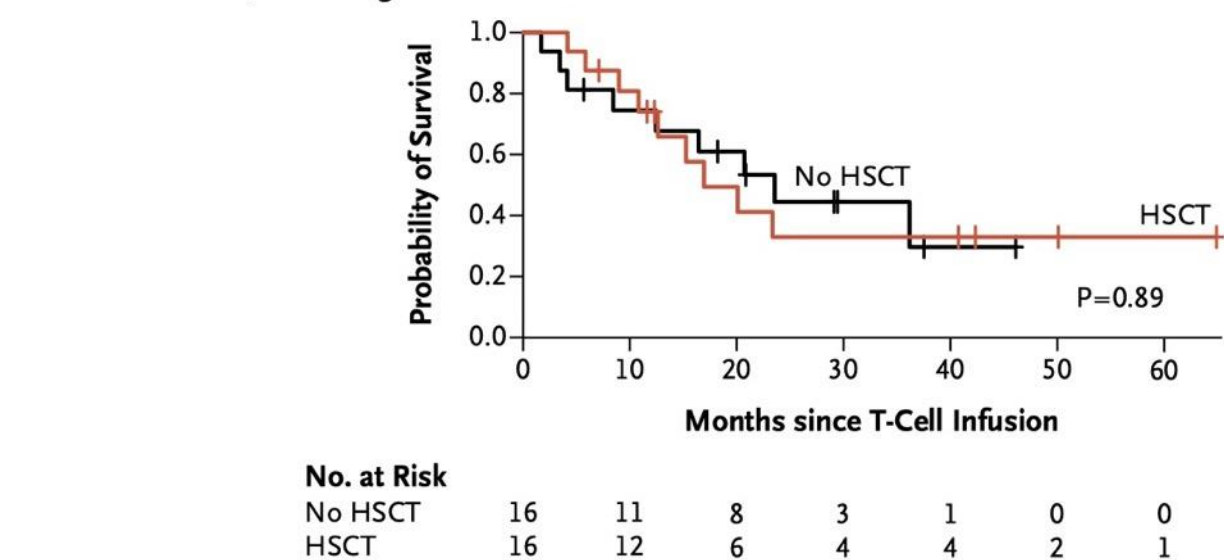 1.0
0.8
0.6
0.4
0.2
0.0
Probability of Survival
No HSCT
HSCT
P=0.89
0 10 20 30 40 50 60
Months since T-Cell Infusion
No. at Risk
No HSCT 16 11 8 3 1 0 0
HSCT 16 12 6 4 4 2 1